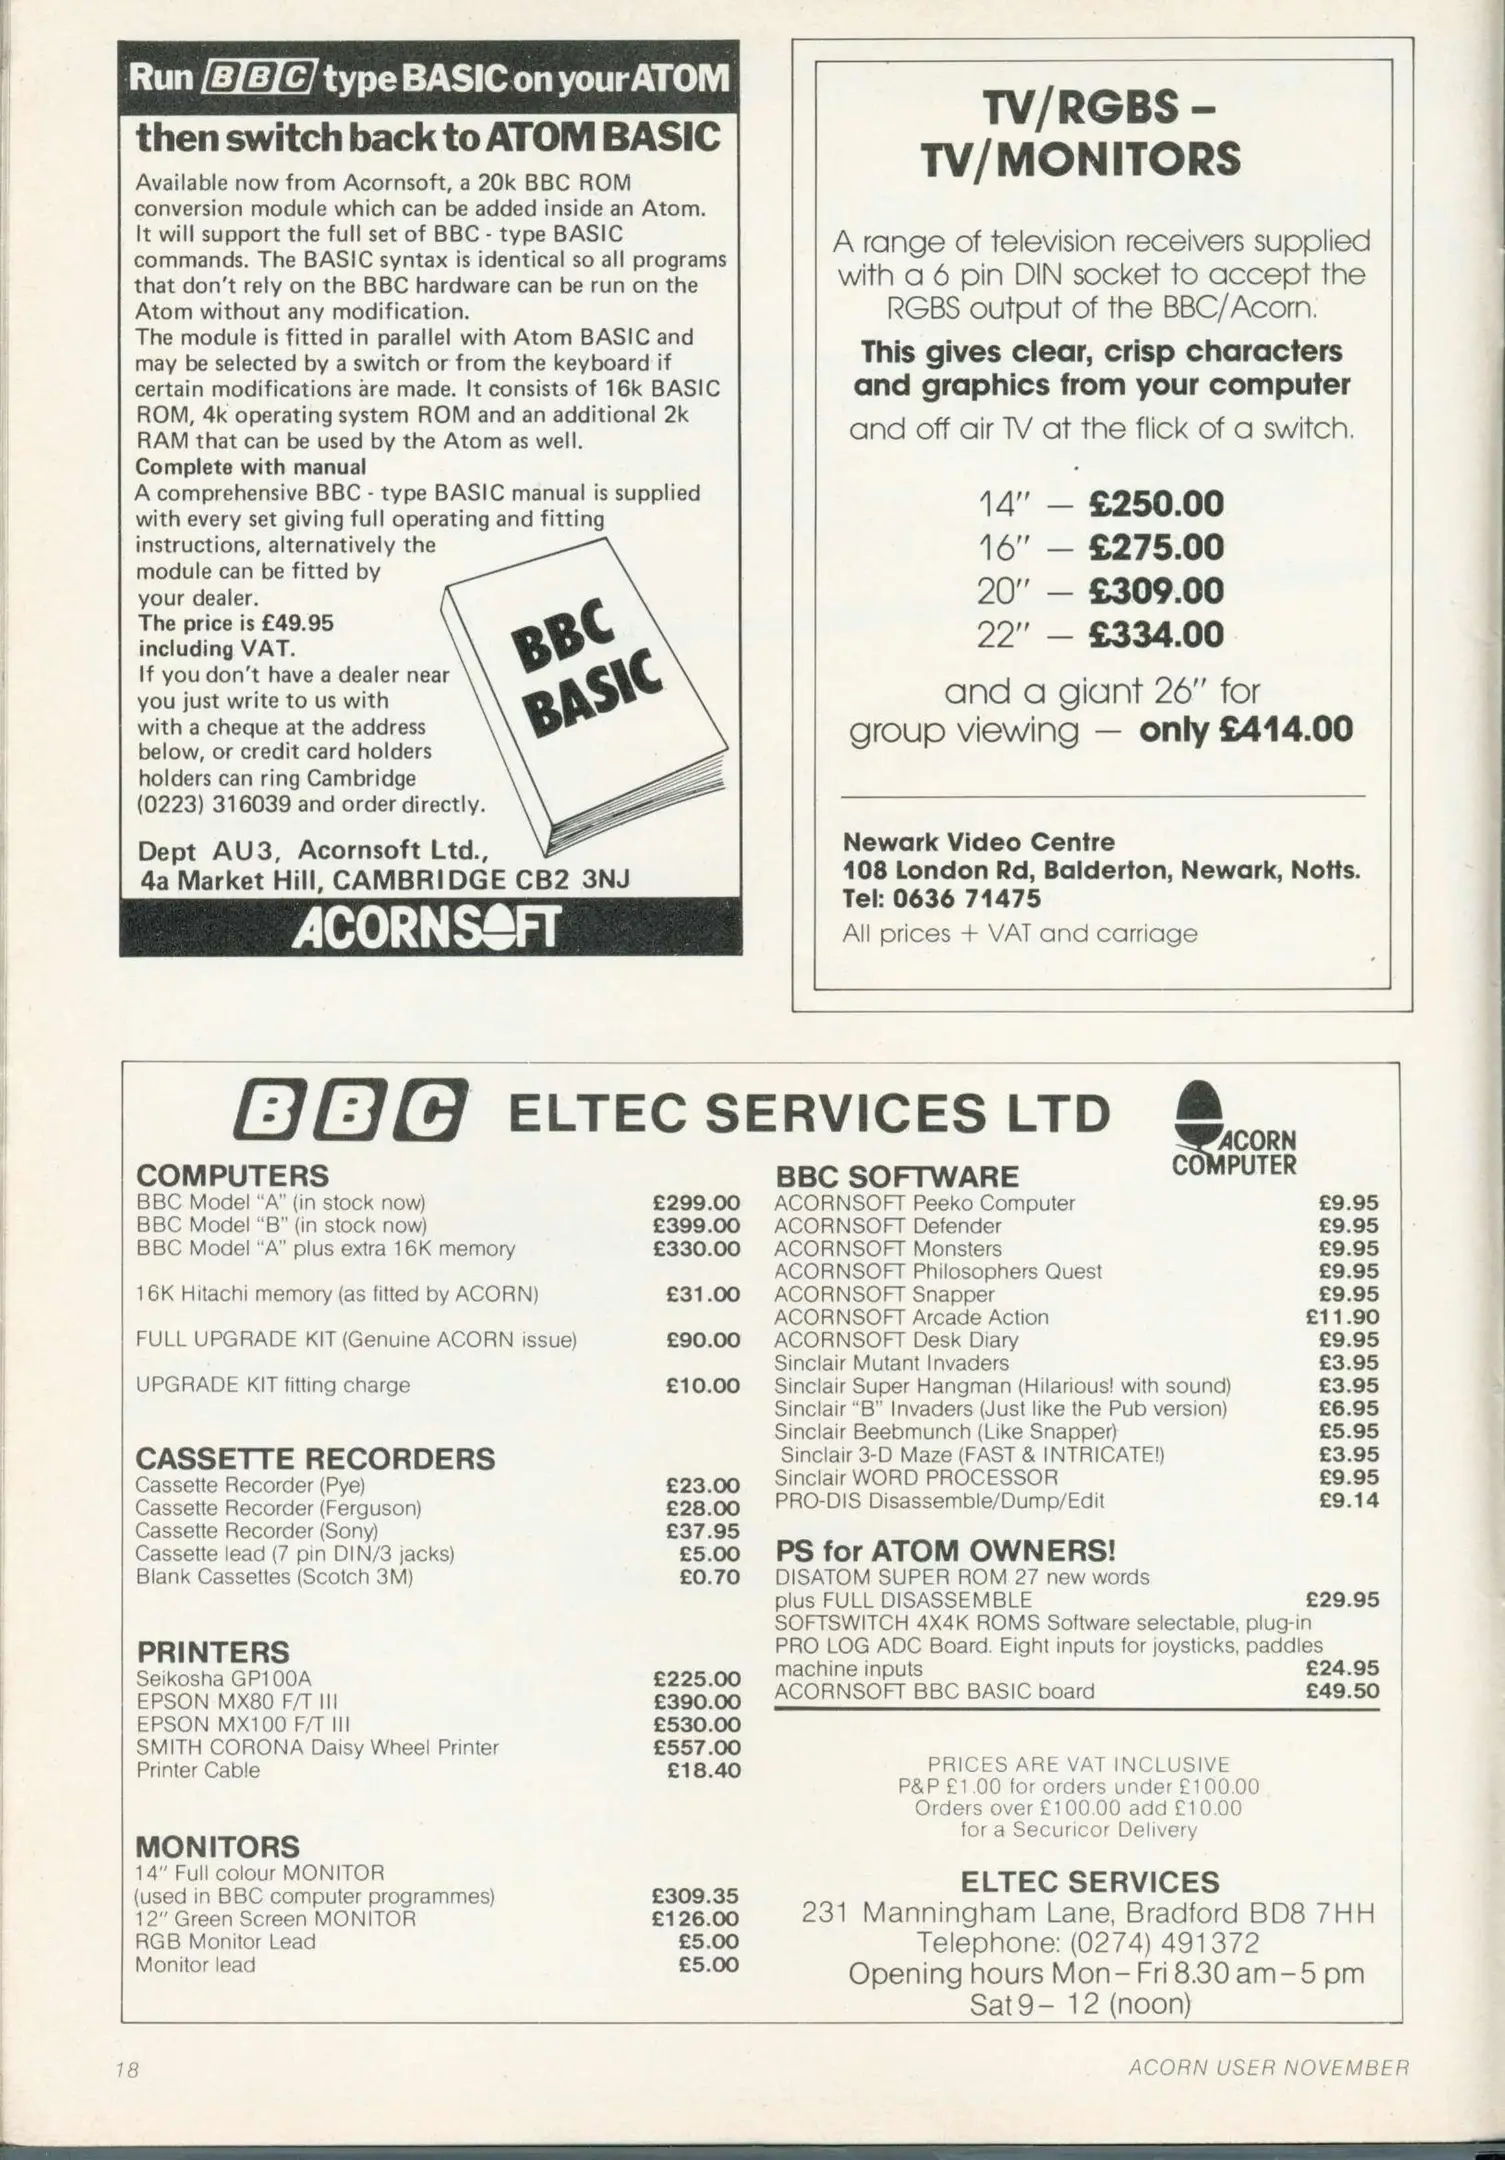 Run BBC type BASIC on your ATOM
then switch back to ATOM BASIC
Available now from Acornsoft, a 20k BBC ROM
conversion module which can be added inside an Atom.
It will support the full set of BBC - type BASIC
commands. The BASIC syntax is identical so all programs
that don't rely on the BBC hardware can be run on the
Atom without any modification.
The module is fitted in parallel with Atom BASIC and
may be selected by a switch or from the keyboard if
certain modifications are made. It consists of 16k BASIC
ROM, 4k operating system ROM and an additional 2k
RAM that can be used by the Atom as well.
Complete with manual
A comprehensive BBC - type BASIC manual is supplied
with every set giving full operating and fitting
instructions, alternatively the
module can be fitted by
your dealer.
The price is £49.95
including VAT.
If you don't have a dealer near
you just write to us with
with a cheque at the address
below, or credit card holders
holders can ring Cambridge
(0223) 316039 and order directly.
BBC
BASIC
Dept AU3, Acornsoft Ltd.,
4a Market Hill, CAMBRIDGE CB2 3NJ
ACORNSOFT
TV/RGBS –
TV/MONITORS
A range of television receivers supplied
with a 6 pin DIN socket to accept the
RGBS output of the BBC/Acorn.
This gives clear, crisp characters
and graphics from your computer
and off air TV at the flick of a switch.
14" — £250.00
16" — £275.00
20" — £309.00
22" — £334.00
and a giant 26" for
group viewing — only £414.00
Newark Video Centre
108 London Rd, Balderton, Newark, Notts.
Tel: 0636 71475
All prices + VAT and carriage
BBC ELTEC SERVICES LTD
ACORN
COMPUTER
COMPUTERS
BBC Model "A" (in stock now) £299.00
BBC Model "B" (in stock now) £399.00
BBC Model "A" plus extra 16K memory £330.00
16K Hitachi memory (as fitted by ACORN) £31.00
FULL UPGRADE KIT (Genuine ACORN issue) £90.00
UPGRADE KIT fitting charge £10.00
CASSETTE RECORDERS
Cassette Recorder (Pye) £23.00
Cassette Recorder (Ferguson) £28.00
Cassette Recorder (Sony) £37.95
Cassette lead (7 pin DIN/3 jacks) £5.00
Blank Cassettes (Scotch 3M) £0.70
PRINTERS
Seikosha GP100A £225.00
EPSON MX80 F/T III £390.00
EPSON MX100 F/T III £530.00
SMITH CORONA Daisy Wheel Printer £557.00
Printer Cable £18.40
MONITORS
14" Full colour MONITOR
(used in BBC computer programmes) £309.35
12" Green Screen MONITOR £126.00
RGB Monitor Lead £5.00
Monitor lead £5.00
BBC SOFTWARE
ACORNSOFT Peeko Computer £9.95
ACORNSOFT Defender £9.95
ACORNSOFT Monsters £9.95
ACORNSOFT Philosophers Quest £9.95
ACORNSOFT Snapper £9.95
ACORNSOFT Arcade Action £11.90
ACORNSOFT Desk Diary £9.95
Sinclair Mutant Invaders £3.95
Sinclair Super Hangman (Hilarious! with sound) £3.95
Sinclair "B" Invaders (Just like the Pub version) £6.95
Sinclair Beebmunch (Like Snapper) £5.95
Sinclair 3-D Maze (FAST & INTRICATE!) £3.95
Sinclair WORD PROCESSOR £9.95
PRO-DIS Disassemble/Dump/Edit £9.14
PS for ATOM OWNERS!
DISATOM SUPER ROM 27 new words
plus FULL DISASSEMBLE £29.95
SOFTSWITCH 4X4K ROMS Software selectable, plug-in
PRO LOG ADC Board. Eight inputs for joysticks, paddles
machine inputs £24.95
ACORNSOFT BBC BASIC board £49.50
PRICES ARE VAT INCLUSIVE
P&P £1.00 for orders under £100.00
Orders over £100.00 add £10.00
for a Securicor Delivery
ELTEC SERVICES
231 Manningham Lane, Bradford BD8 7HH
Telephone: (0274) 491372
Opening hours Mon – Fri 8.30 am – 5 pm
Sat 9 – 12 (noon)
18
ACORN USER NOVEMBER